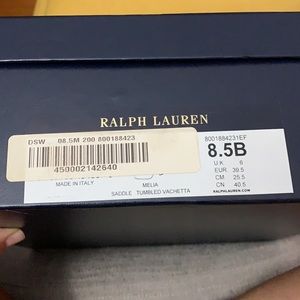 RALPH LAUREN
DSW 08.5M 200 800188423
450002142640
8001884231EF
8.5B
U.K 6
EUR 39.5
CM 25.5
CN 40.5
MADE IN ITALY
MELIA
SADDLE TUMBLED VACHETTA
RALPHLAUREN.COM